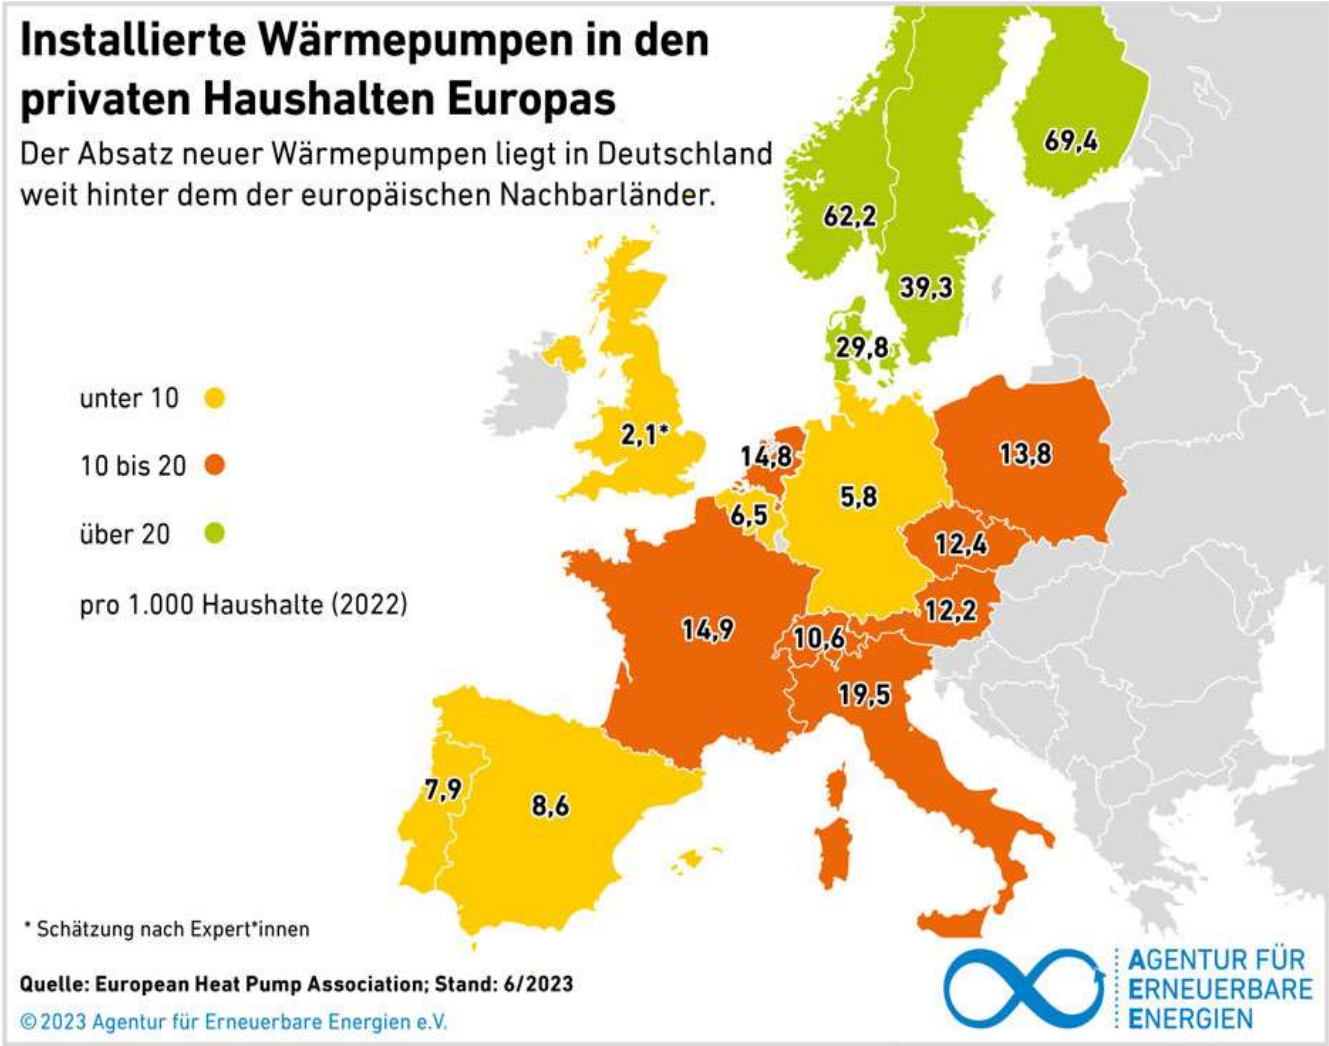 Installierte Wärmepumpen in den
privaten Haushalten Europas
Der Absatz neuer Wärmepumpen liegt in Deutschland
weit hinter dem der europäischen Nachbarländer.
69,4
62,2
39,3
29,8
unter 10
10 bis 20
über 20
pro 1.000 Haushalte (2022)
2,1*
14,8
13,8
5,8
6,5
12,4
12,2
14,9
10,6
19,5
7,9
8,6
* Schätzung nach Expert*innen
Quelle: European Heat Pump Association; Stand: 6/2023
© 2023 Agentur für Erneuerbare Energien e.V.
AGENTUR FÜR
ERNEUERBARE
ENERGIEN